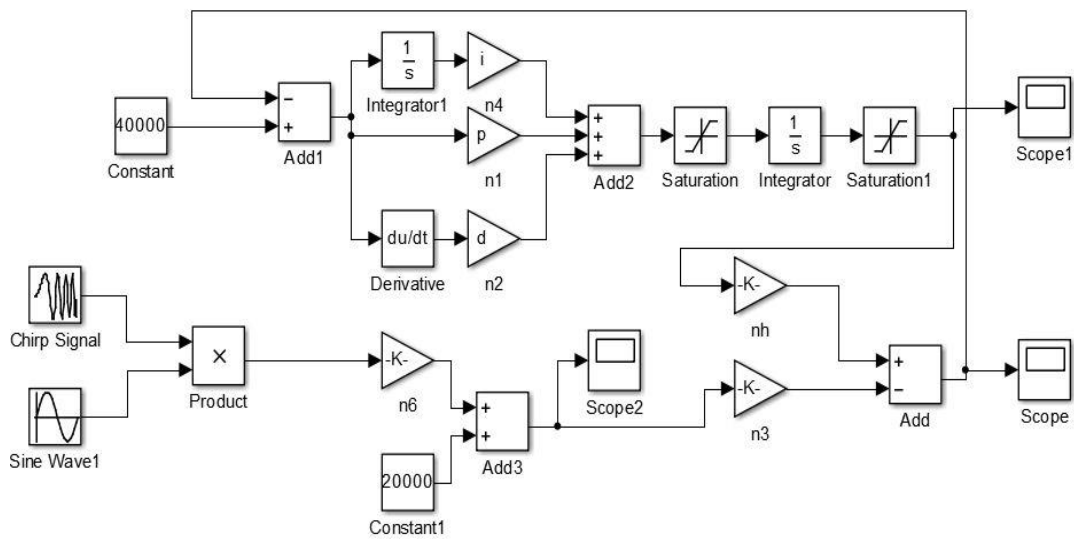 1
s
i
Integrator1
n4
40000
Constant
−
+
Add1
p
n1
+
+
+
Add2
Saturation
1
s
Integrator
Saturation1
Scope1
du/dt
Derivative
d
n2
Chirp Signal
-K-
nh
×
Product
-K-
n6
Scope2
-K-
n3
+
−
Add
Scope
Sine Wave1
+
+
Add3
20000
Constant1